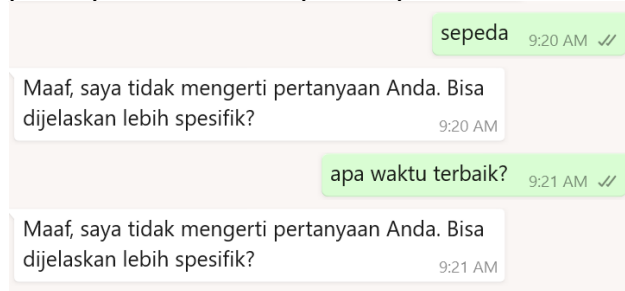 sepeda 9:20 AM
Maaf, saya tidak mengerti pertanyaan Anda. Bisa
dijelaskan lebih spesifik?
9:20 AM
apa waktu terbaik? 9:21 AM
Maaf, saya tidak mengerti pertanyaan Anda. Bisa
dijelaskan lebih spesifik?
9:21 AM